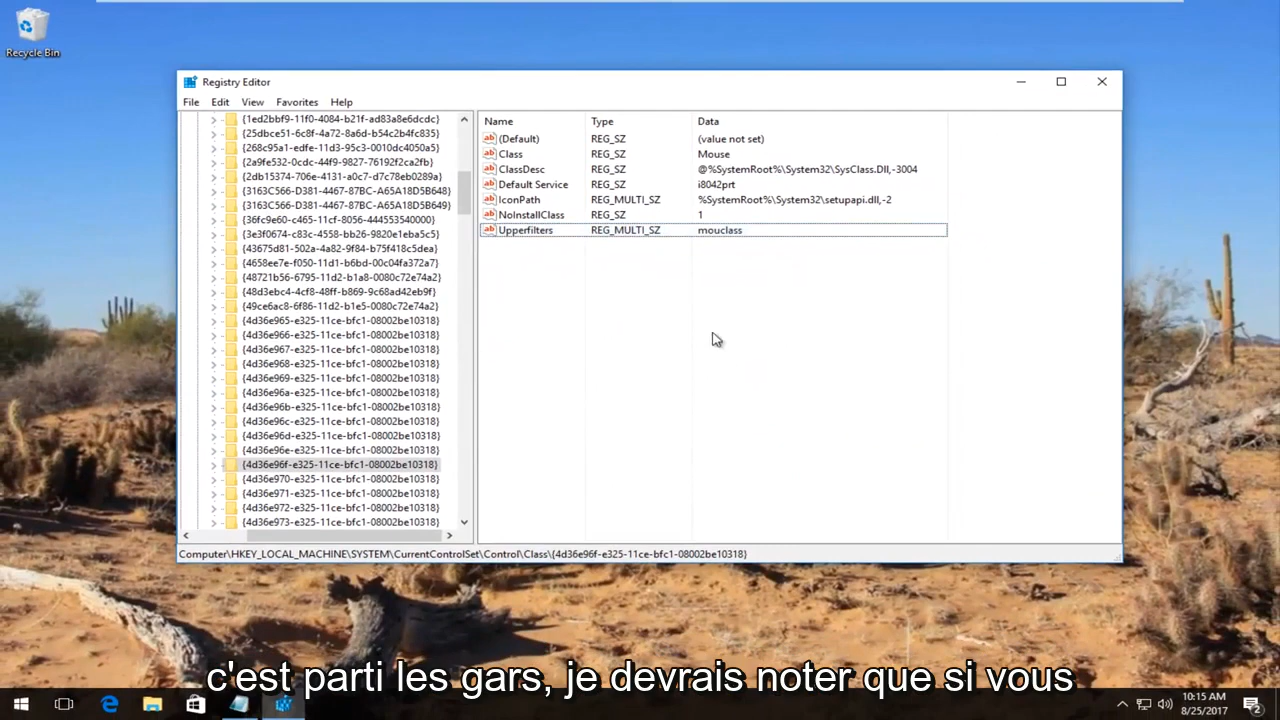 Recycle Bin
Registry Editor
File Edit View Favorites Help
{1ed2bbf9-11f0-4084-b21f-ad83a8e6dcdc}
{25dbce51-6c8f-4a72-8a6d-b54c2b4fc835}
{268c95a1-edfe-11d3-95c3-0010dc4050a5}
{2a9fe532-0cdc-44f9-9827-76192f2ca2fb}
{2db15374-706e-4131-a0c7-d7c78eb0289a}
{3163C566-D381-4467-87BC-A65A18D5B648}
{3163C566-D381-4467-87BC-A65A18D5B649}
{36fc9e60-c465-11cf-8056-444553540000}
{3e3f0674-c83c-4558-bb26-9820e1eba5c5}
{43675d81-502a-4a82-9f84-b75f418c5dea}
{4658ee7e-f050-11d1-b6bd-00c04fa372a7}
{48721b56-6795-11d2-b1a8-0080c72e74a2}
{48d3ebc4-4cf8-48ff-b869-9c68ad42eb9f}
{49ce6ac8-6f86-11d2-b1e5-0080c72e74a2}
{4d36e965-e325-11ce-bfc1-08002be10318}
{4d36e966-e325-11ce-bfc1-08002be10318}
{4d36e967-e325-11ce-bfc1-08002be10318}
{4d36e968-e325-11ce-bfc1-08002be10318}
{4d36e969-e325-11ce-bfc1-08002be10318}
{4d36e96a-e325-11ce-bfc1-08002be10318}
{4d36e96b-e325-11ce-bfc1-08002be10318}
{4d36e96c-e325-11ce-bfc1-08002be10318}
{4d36e96d-e325-11ce-bfc1-08002be10318}
{4d36e96e-e325-11ce-bfc1-08002be10318}
{4d36e96f-e325-11ce-bfc1-08002be10318}
{4d36e970-e325-11ce-bfc1-08002be10318}
{4d36e971-e325-11ce-bfc1-08002be10318}
{4d36e972-e325-11ce-bfc1-08002be10318}
{4d36e973-e325-11ce-bfc1-08002be10318}
Name Type Data
(Default) REG_SZ (value not set)
Class REG_SZ Mouse
ClassDesc REG_SZ @%SystemRoot%\System32\SysClass.Dll,-3004
Default Service REG_SZ i8042prt
IconPath REG_MULTI_SZ %SystemRoot%\System32\setupapi.dll,-2
NoInstallClass REG_SZ 1
Upperfilters REG_MULTI_SZ mouclass
Computer\HKEY_LOCAL_MACHINE\SYSTEM\CurrentControlSet\Control\Class\{4d36e96f-e325-11ce-bfc1-08002be10318}
c'est parti les gars, je devrais noter que si vous
10:15 AM
8/25/2017
2